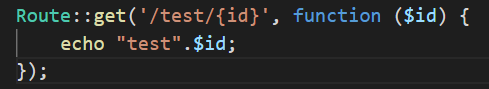 Route::get('/test/{id}', function ($id) {
    echo "test".$id;
});